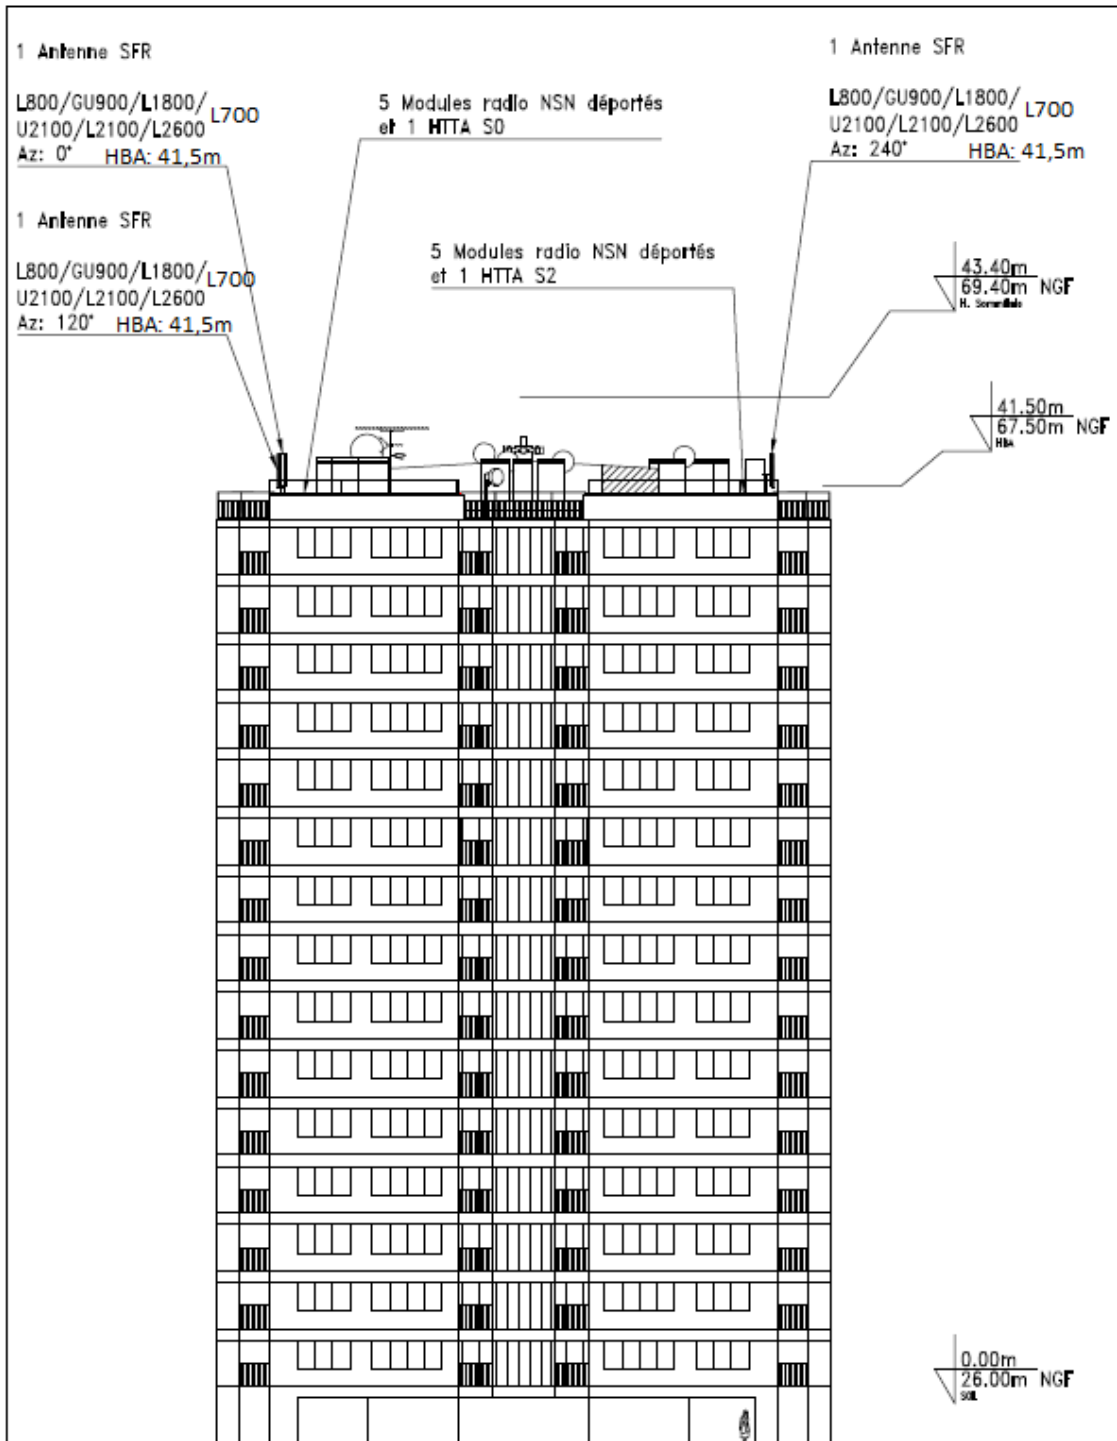 1 Antenne SFR
L800/GU900/L1800/ L700
U2100/L2100/L2600
Az: 0° HBA: 41,5m
1 Antenne SFR
L800/GU900/L1800/ L700
U2100/L2100/L2600
Az: 120° HBA: 41,5m
5 Modules radio NSN déportés
et 1 HTTA S0
5 Modules radio NSN déportés
et 1 HTTA S2
1 Antenne SFR
L800/GU900/L1800/ L700
U2100/L2100/L2600
Az: 240° HBA: 41,5m
43.40m
69.40m NGF
H. Sommitale
41.50m
67.50m NGF
HBA
0.00m
26.00m NGF
SOL